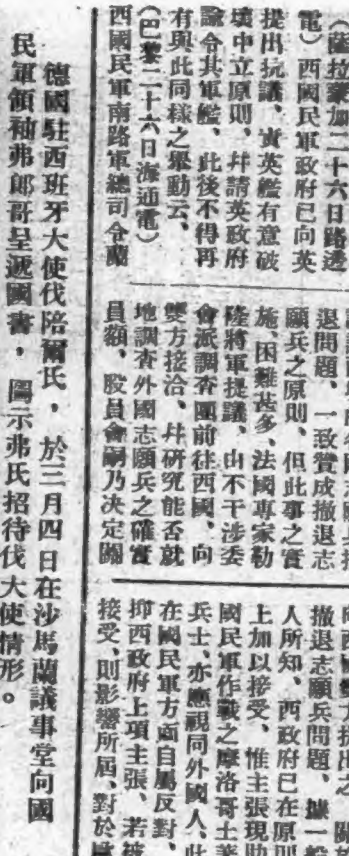 (薩拉蒙加二十六日路透
電)西國民軍政府已向英
提出抗議、責英艦有意破
壞中立原則、幷請英政府
諭令其軍艦、此後不得再
有與此同樣之舉動云、
(巴黎二十六日海通電)
西國民軍南路軍總司令蘭
退問題、一致贊成撤退志
願兵之原則、但此事之實
施、困難甚多、法國專家勒
隆將軍提議、由不干涉委
會派調查團前往西國、向
雙方接洽、幷研究能否就
地調查外國志願兵之確實
員額、股員會嗣乃決定關
撤退志願兵問題、據一般
人所知、西政府已在原則
上加以接受、惟主張現助
國民軍作戰之摩洛哥土著
兵士、亦應視同外國人、此
在國民軍方面自屬反對、
抑西政府上項主張、若被
接受、則影響所屆、對於
德國駐西班牙大使伐陪爾氏，於三月四日在沙馬蘭議事堂向國
民軍領袖弗郎哥呈遞國書，圖示弗氏招待伐大使情形。